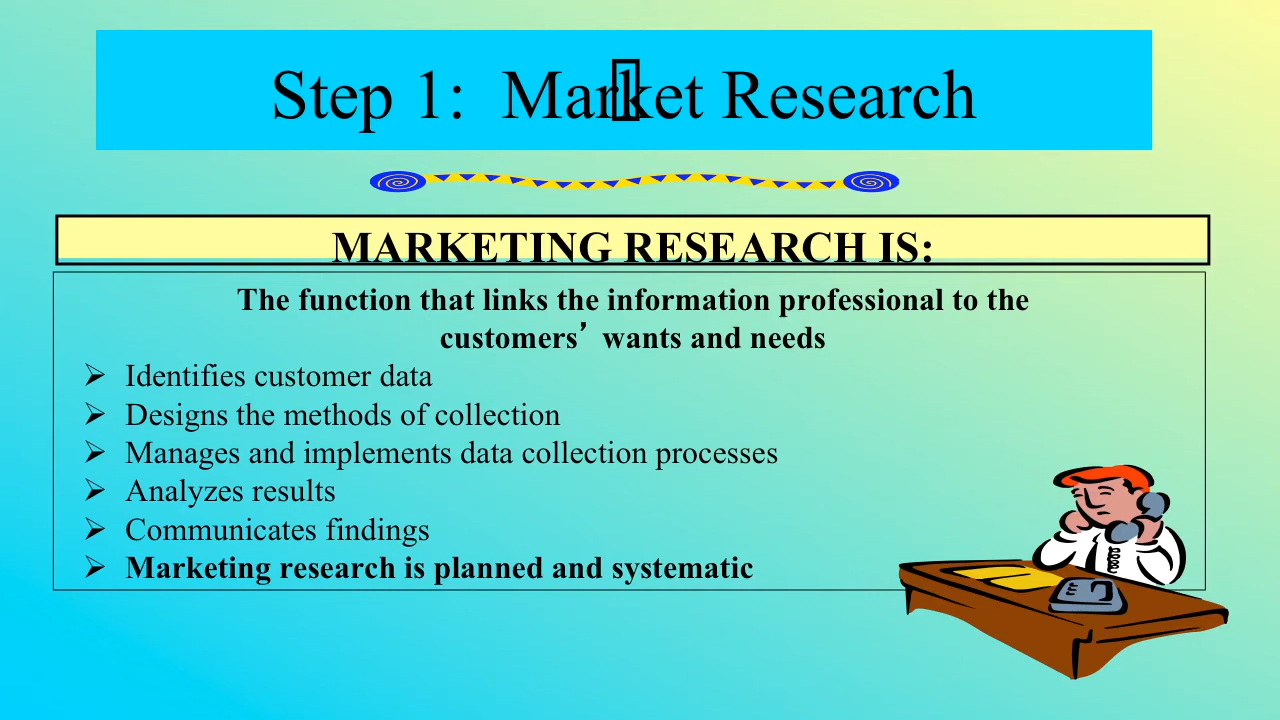 Step 1: Market Research
MARKETING RESEARCH IS:
The function that links the information professional to the
customers’ wants and needs
➢ Identifies customer data
➢ Designs the methods of collection
➢ Manages and implements data collection processes
➢ Analyzes results
➢ Communicates findings
➢ Marketing research is planned and systematic